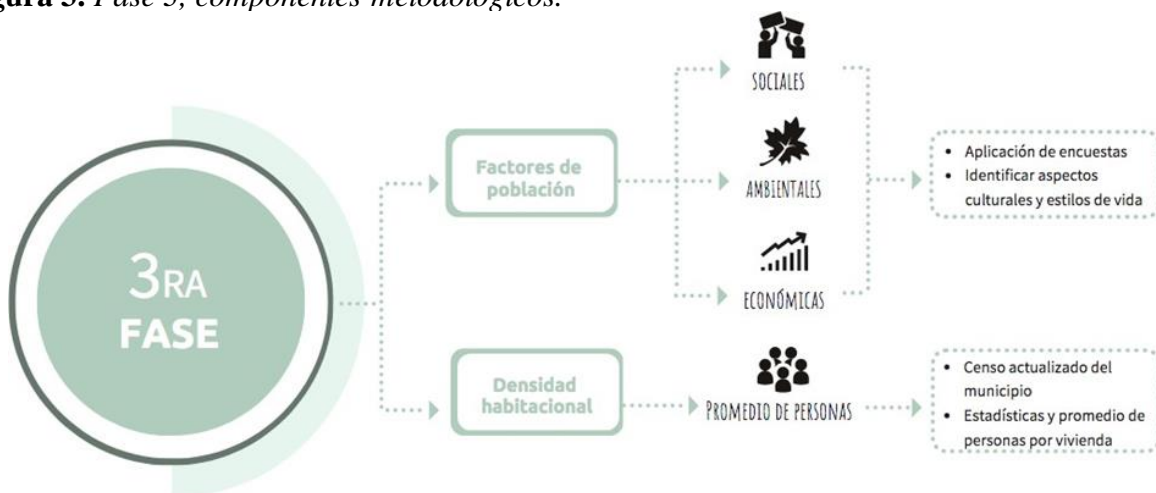 Figura 3. Fase 3, componentes metodológicos.
3RA
FASE
Factores de
población
SOCIALES
AMBIENTALES
ECONÓMICAS
• Aplicación de encuestas
• Identificar aspectos
culturales y estilos de vida
Densidad
habitacional
PROMEDIO DE PERSONAS
• Censo actualizado del
municipio
• Estadísticas y promedio de
personas por vivienda